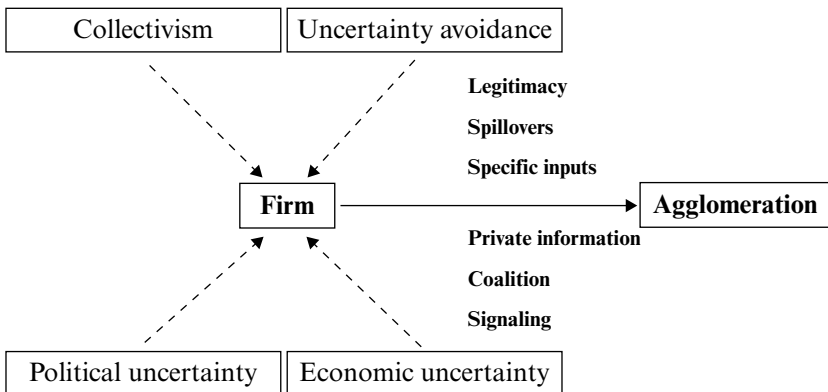 Collectivism
Uncertainty avoidance
Legitimacy
Spillovers
Specific inputs
Firm
Agglomeration
Private information
Coalition
Signaling
Political uncertainty
Economic uncertainty